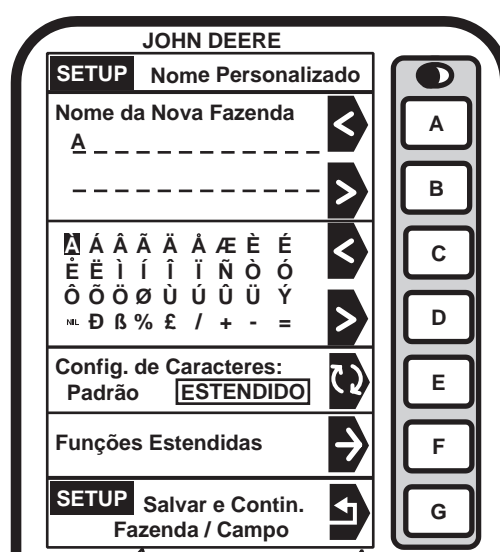 JOHN DEERE
SETUP Nome Personalizado
Nome da Nova Fazenda
A
<
>
À Á Â Ã Ä Å Æ È É
Ê Ë Ì Í Î Ï Ñ Ò Ó
Ô Õ Ö Ø Ù Ú Û Ü Ý
NIL Ð ß % £ / + - =
<
>
Config. de Caracteres:
Padrão ESTENDIDO
Funções Estendidas
SETUP Salvar e Contin.
Fazenda / Campo
A
B
C
D
E
F
G